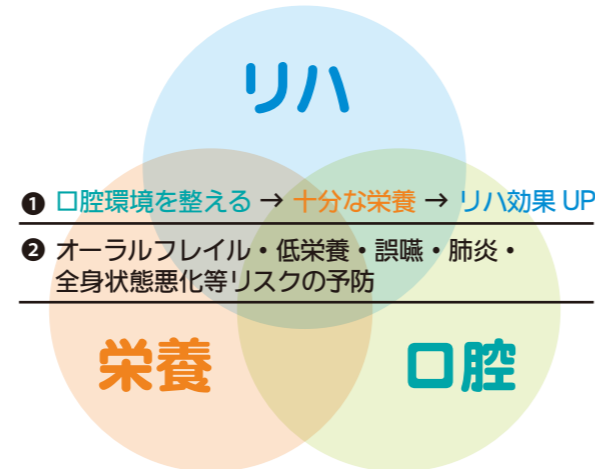 リハ
❶ 口腔環境を整える → 十分な栄養 → リハ効果 UP
❷ オーラルフレイル・低栄養・誤嚥・肺炎・
全身状態悪化等リスクの予防
栄養 口腔